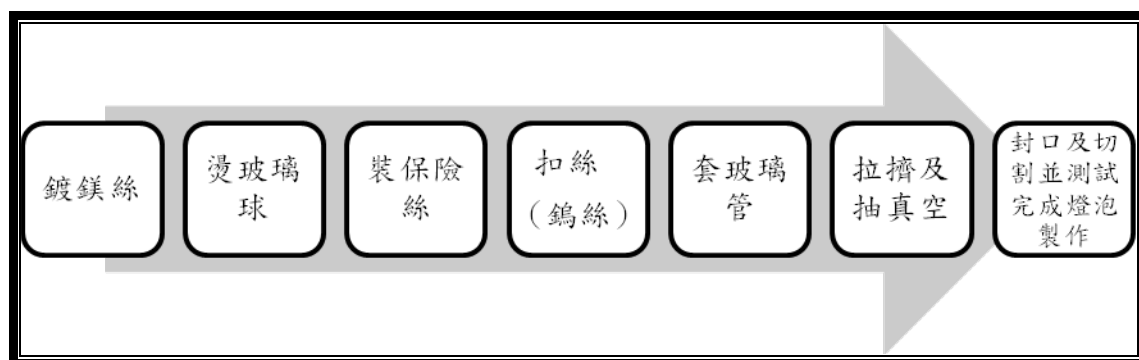 鍍鎂絲
燙玻璃
球
裝保險
絲
扣絲
（鎢絲）
套玻璃
管
拉擠及
抽真空
封口及切
割並測試
完成燈泡
製作